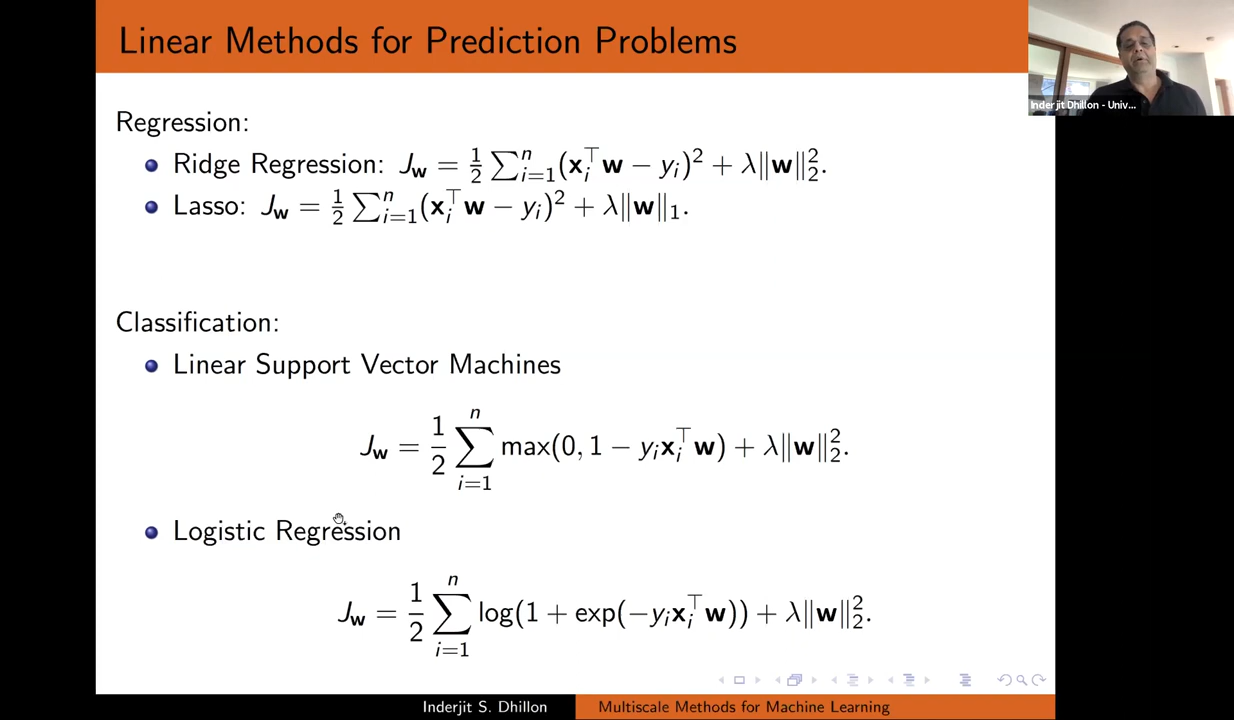 Linear Methods for Prediction Problems
Inderjit Dhillon - Univ...
Regression:
Ridge Regression: J_w = 1/2 ∑_{i=1}^{n} (x_i^⊤ w − y_i)^2 + λ‖w‖_2^2.
Lasso: J_w = 1/2 ∑_{i=1}^{n} (x_i^⊤ w − y_i)^2 + λ‖w‖_1.
Classification:
Linear Support Vector Machines
J_w = 1/2 ∑_{i=1}^{n} max(0, 1 − y_i x_i^⊤ w) + λ‖w‖_2^2.
Logistic Regression
J_w = 1/2 ∑_{i=1}^{n} log(1 + exp(−y_i x_i^⊤ w)) + λ‖w‖_2^2.
Inderjit S. Dhillon Multiscale Methods for Machine Learning